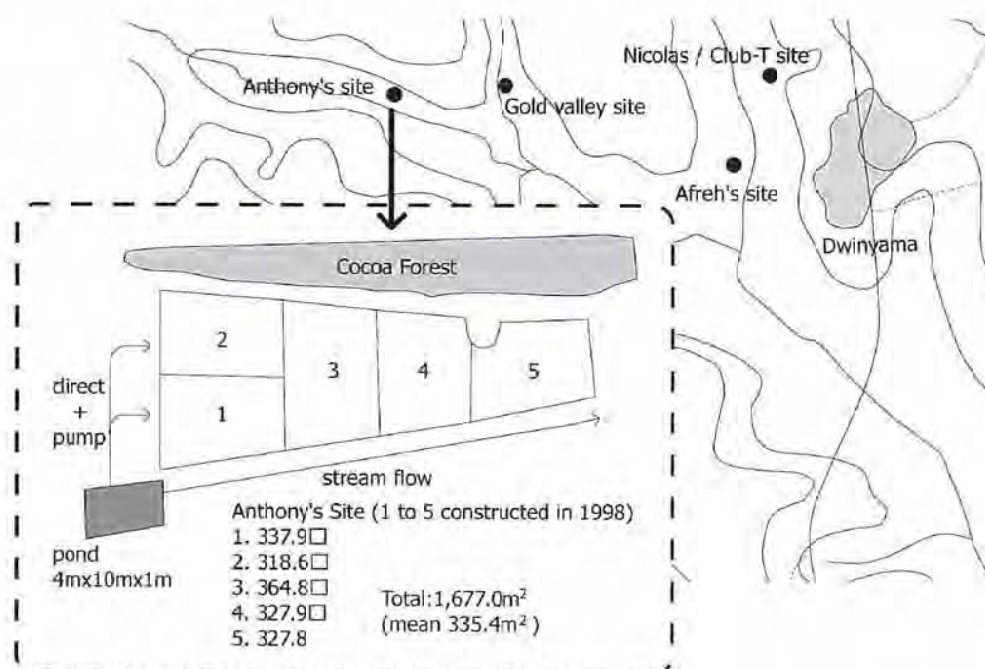 Nicolas / Club-T site
Anthony's site
Gold valley site
Afreh's site
Dwinyama
Cocoa Forest
2
3
4
5
1
direct
+
pump
stream flow
pond
4mx10mx1m
Anthony's Site (1 to 5 constructed in 1998)
1. 337.9□
2. 318.6□
3. 364.8□
4. 327.9□
5. 327.8
Total:1,677.0m²
(mean 335.4m² )